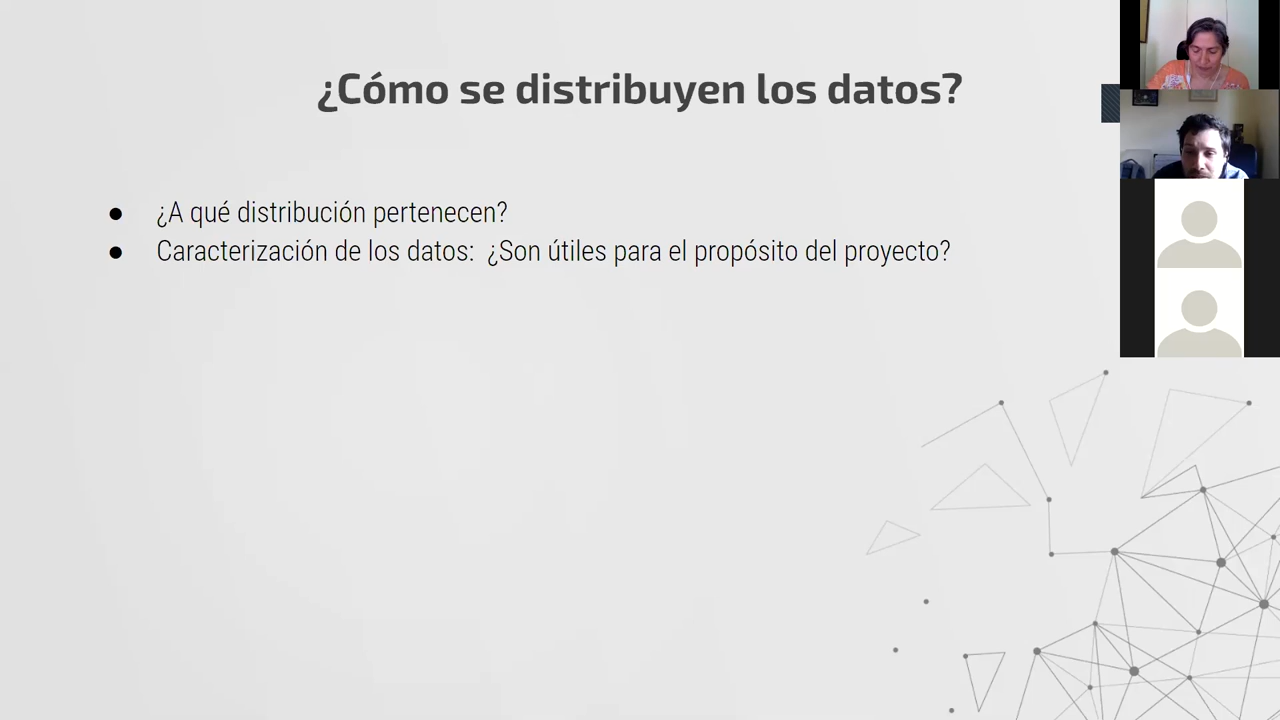 ¿Cómo se distribuyen los datos?
● ¿A qué distribución pertenecen?
● Caracterización de los datos: ¿Son útiles para el propósito del proyecto?